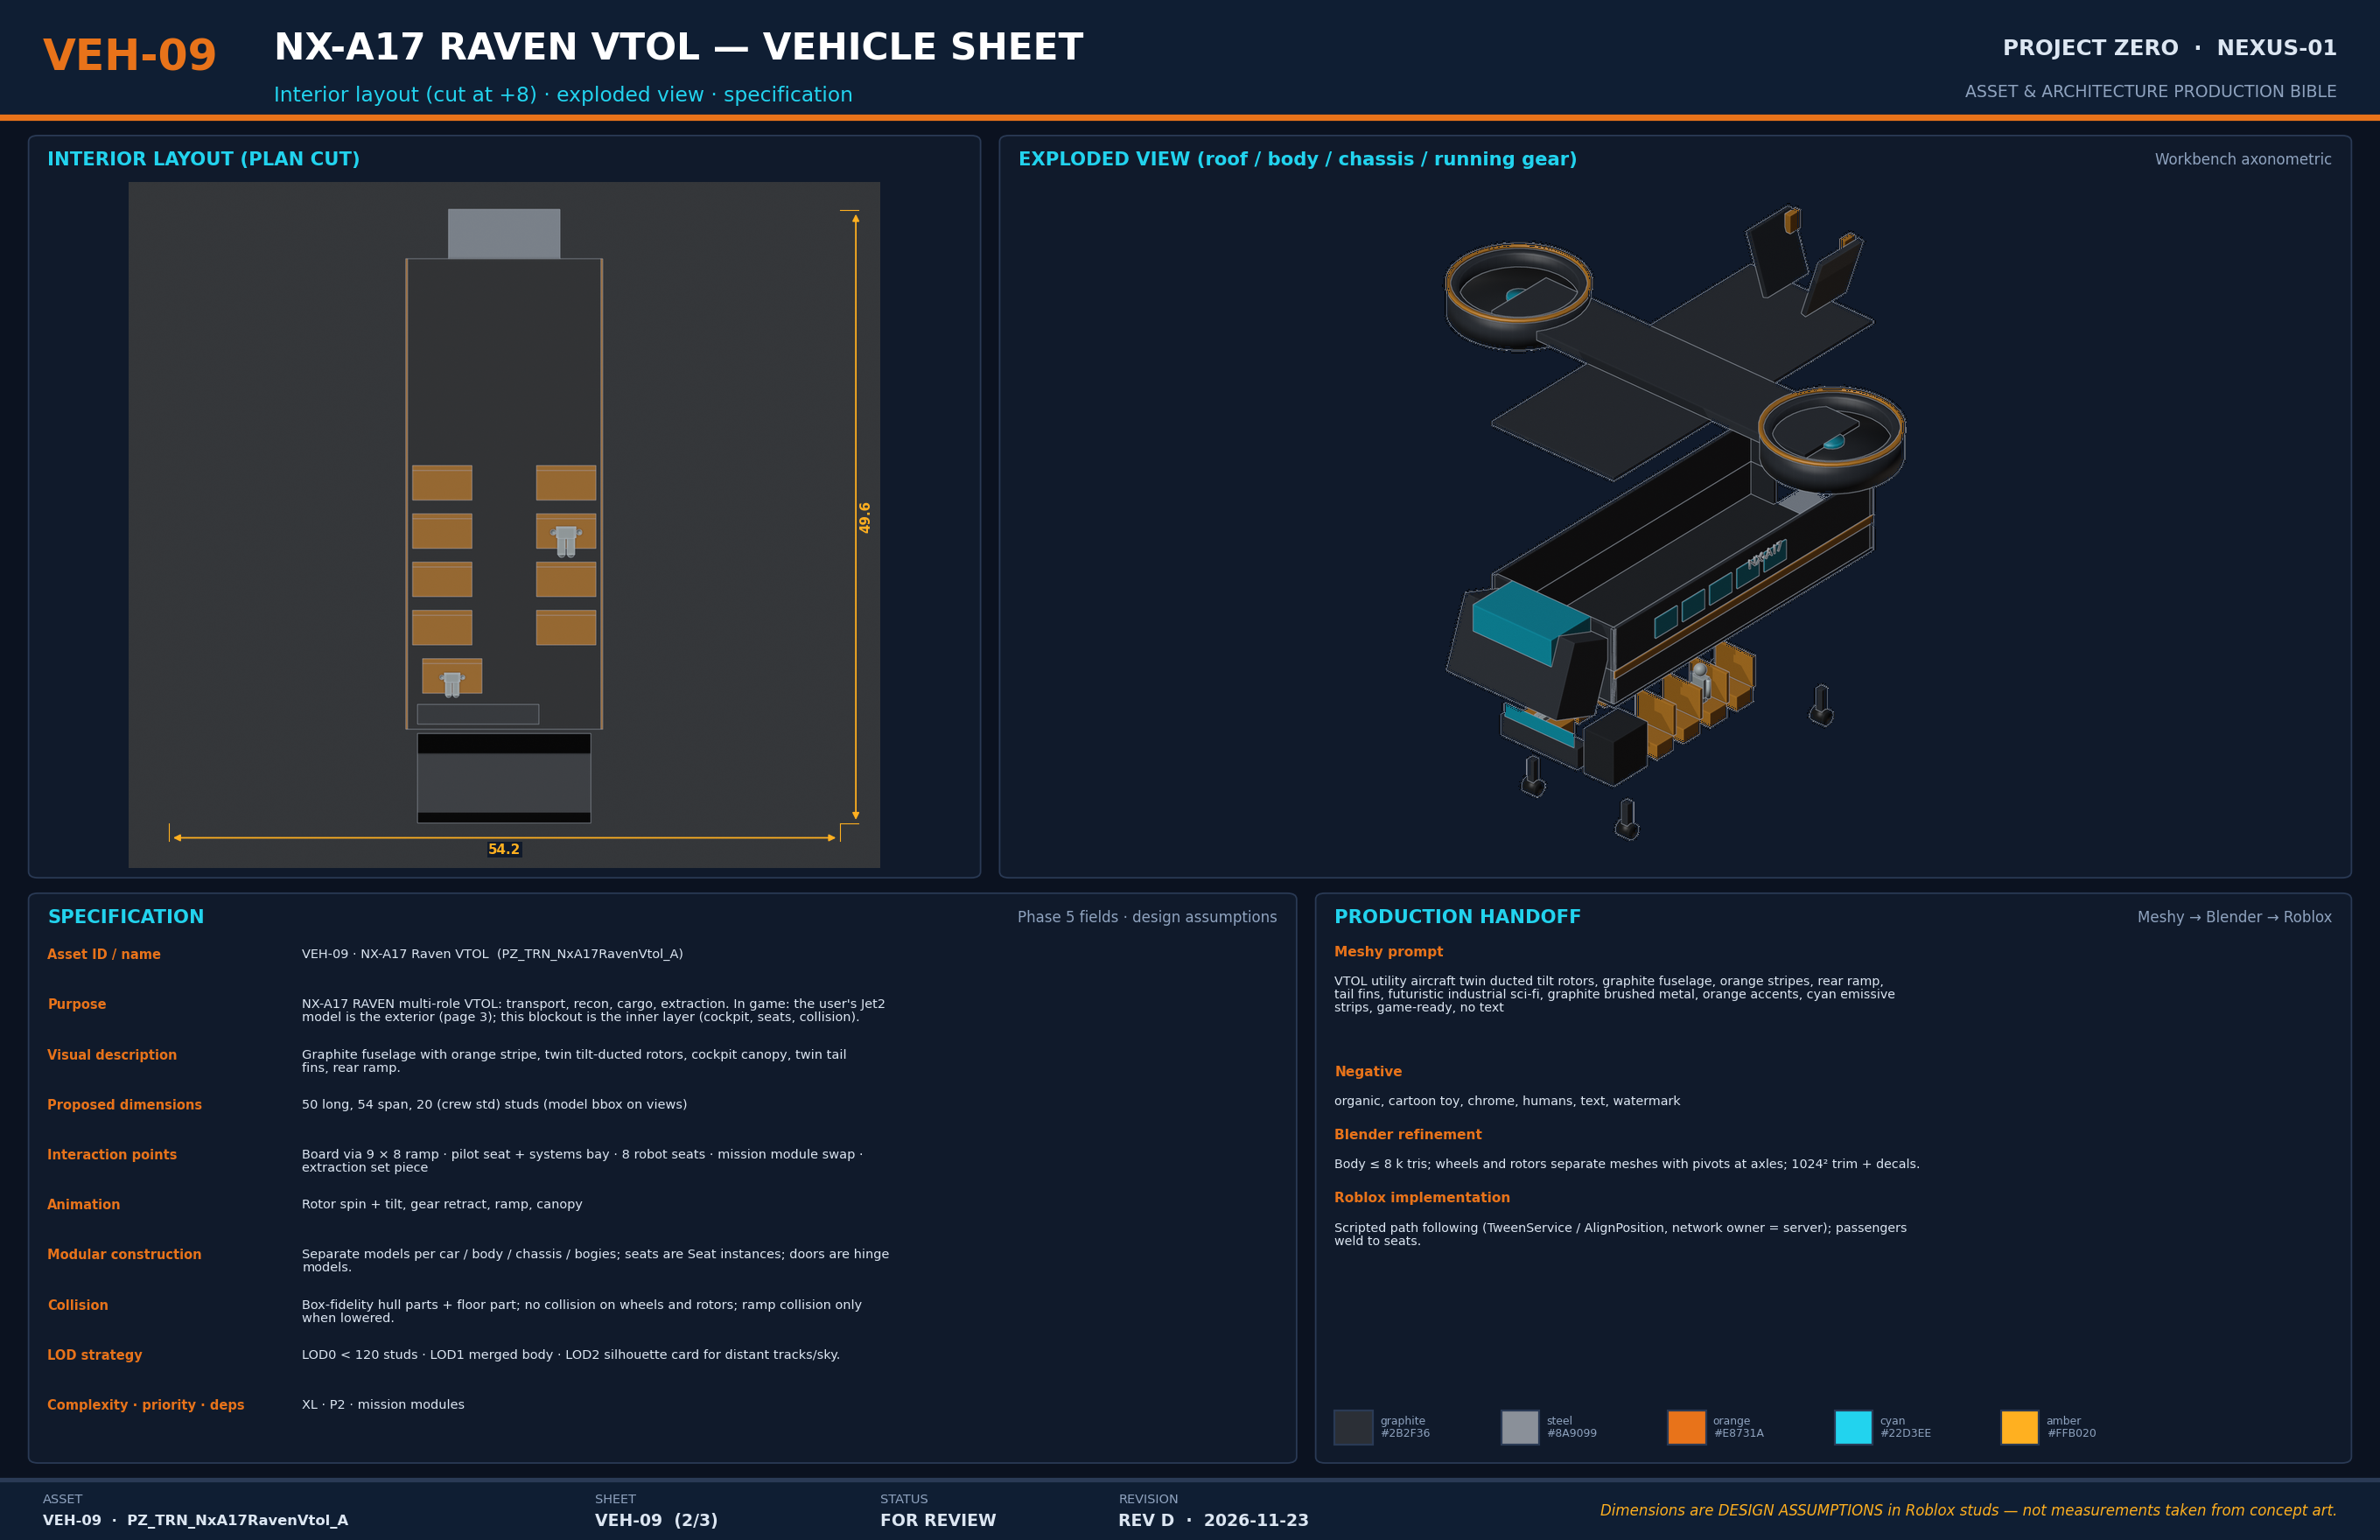 VEH-09
NX-A17 RAVEN VTOL — VEHICLE SHEET
Interior layout (cut at +8) · exploded view · specification
PROJECT ZERO · NEXUS-01
ASSET & ARCHITECTURE PRODUCTION BIBLE
INTERIOR LAYOUT (PLAN CUT)
49.6
54.2
EXPLODED VIEW (roof / body / chassis / running gear)
Workbench axonometric
SPECIFICATION
Phase 5 fields · design assumptions
Asset ID / name
VEH-09 · NX-A17 Raven VTOL (PZ_TRN_NxA17RavenVtol_A)
Purpose
NX-A17 RAVEN multi-role VTOL: transport, recon, cargo, extraction. In game: the user's Jet2
model is the exterior (page 3); this blockout is the inner layer (cockpit, seats, collision).
Visual description
Graphite fuselage with orange stripe, twin tilt-ducted rotors, cockpit canopy, twin tail
fins, rear ramp.
Proposed dimensions
50 long, 54 span, 20 (crew std) studs (model bbox on views)
Interaction points
Board via 9 × 8 ramp · pilot seat + systems bay · 8 robot seats · mission module swap ·
extraction set piece
Animation
Rotor spin + tilt, gear retract, ramp, canopy
Modular construction
Separate models per car / body / chassis / bogies; seats are Seat instances; doors are hinge
models.
Collision
Box-fidelity hull parts + floor part; no collision on wheels and rotors; ramp collision only
when lowered.
LOD strategy
LOD0 < 120 studs · LOD1 merged body · LOD2 silhouette card for distant tracks/sky.
Complexity · priority · deps
XL · P2 · mission modules
PRODUCTION HANDOFF
Meshy → Blender → Roblox
Meshy prompt
VTOL utility aircraft twin ducted tilt rotors, graphite fuselage, orange stripes, rear ramp,
tail fins, futuristic industrial sci-fi, graphite brushed metal, orange accents, cyan emissive
strips, game-ready, no text
Negative
organic, cartoon toy, chrome, humans, text, watermark
Blender refinement
Body ≤ 8 k tris; wheels and rotors separate meshes with pivots at axles; 1024² trim + decals.
Roblox implementation
Scripted path following (TweenService / AlignPosition, network owner = server); passengers
weld to seats.
graphite
#2B2F36
steel
#8A9099
orange
#E8731A
cyan
#22D3EE
amber
#FFB020
ASSET
VEH-09 · PZ_TRN_NxA17RavenVtol_A
SHEET
VEH-09 (2/3)
STATUS
FOR REVIEW
REVISION
REV D · 2026-11-23
Dimensions are DESIGN ASSUMPTIONS in Roblox studs — not measurements taken from concept art.